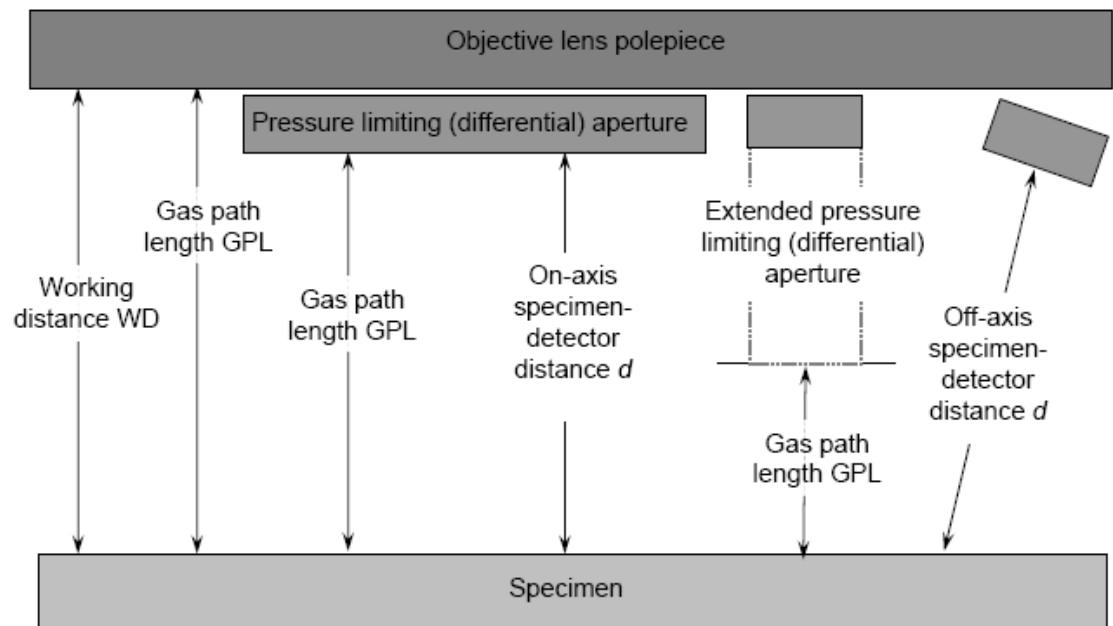 Objective lens polepiece
Pressure limiting (differential) aperture
Gas path
length GPL
Working
distance WD
Gas path
length GPL
On-axis
specimen-
detector
distance d
Extended pressure
limiting (differential)
aperture
Gas path
length GPL
Off-axis
specimen-
detector
distance d
Specimen